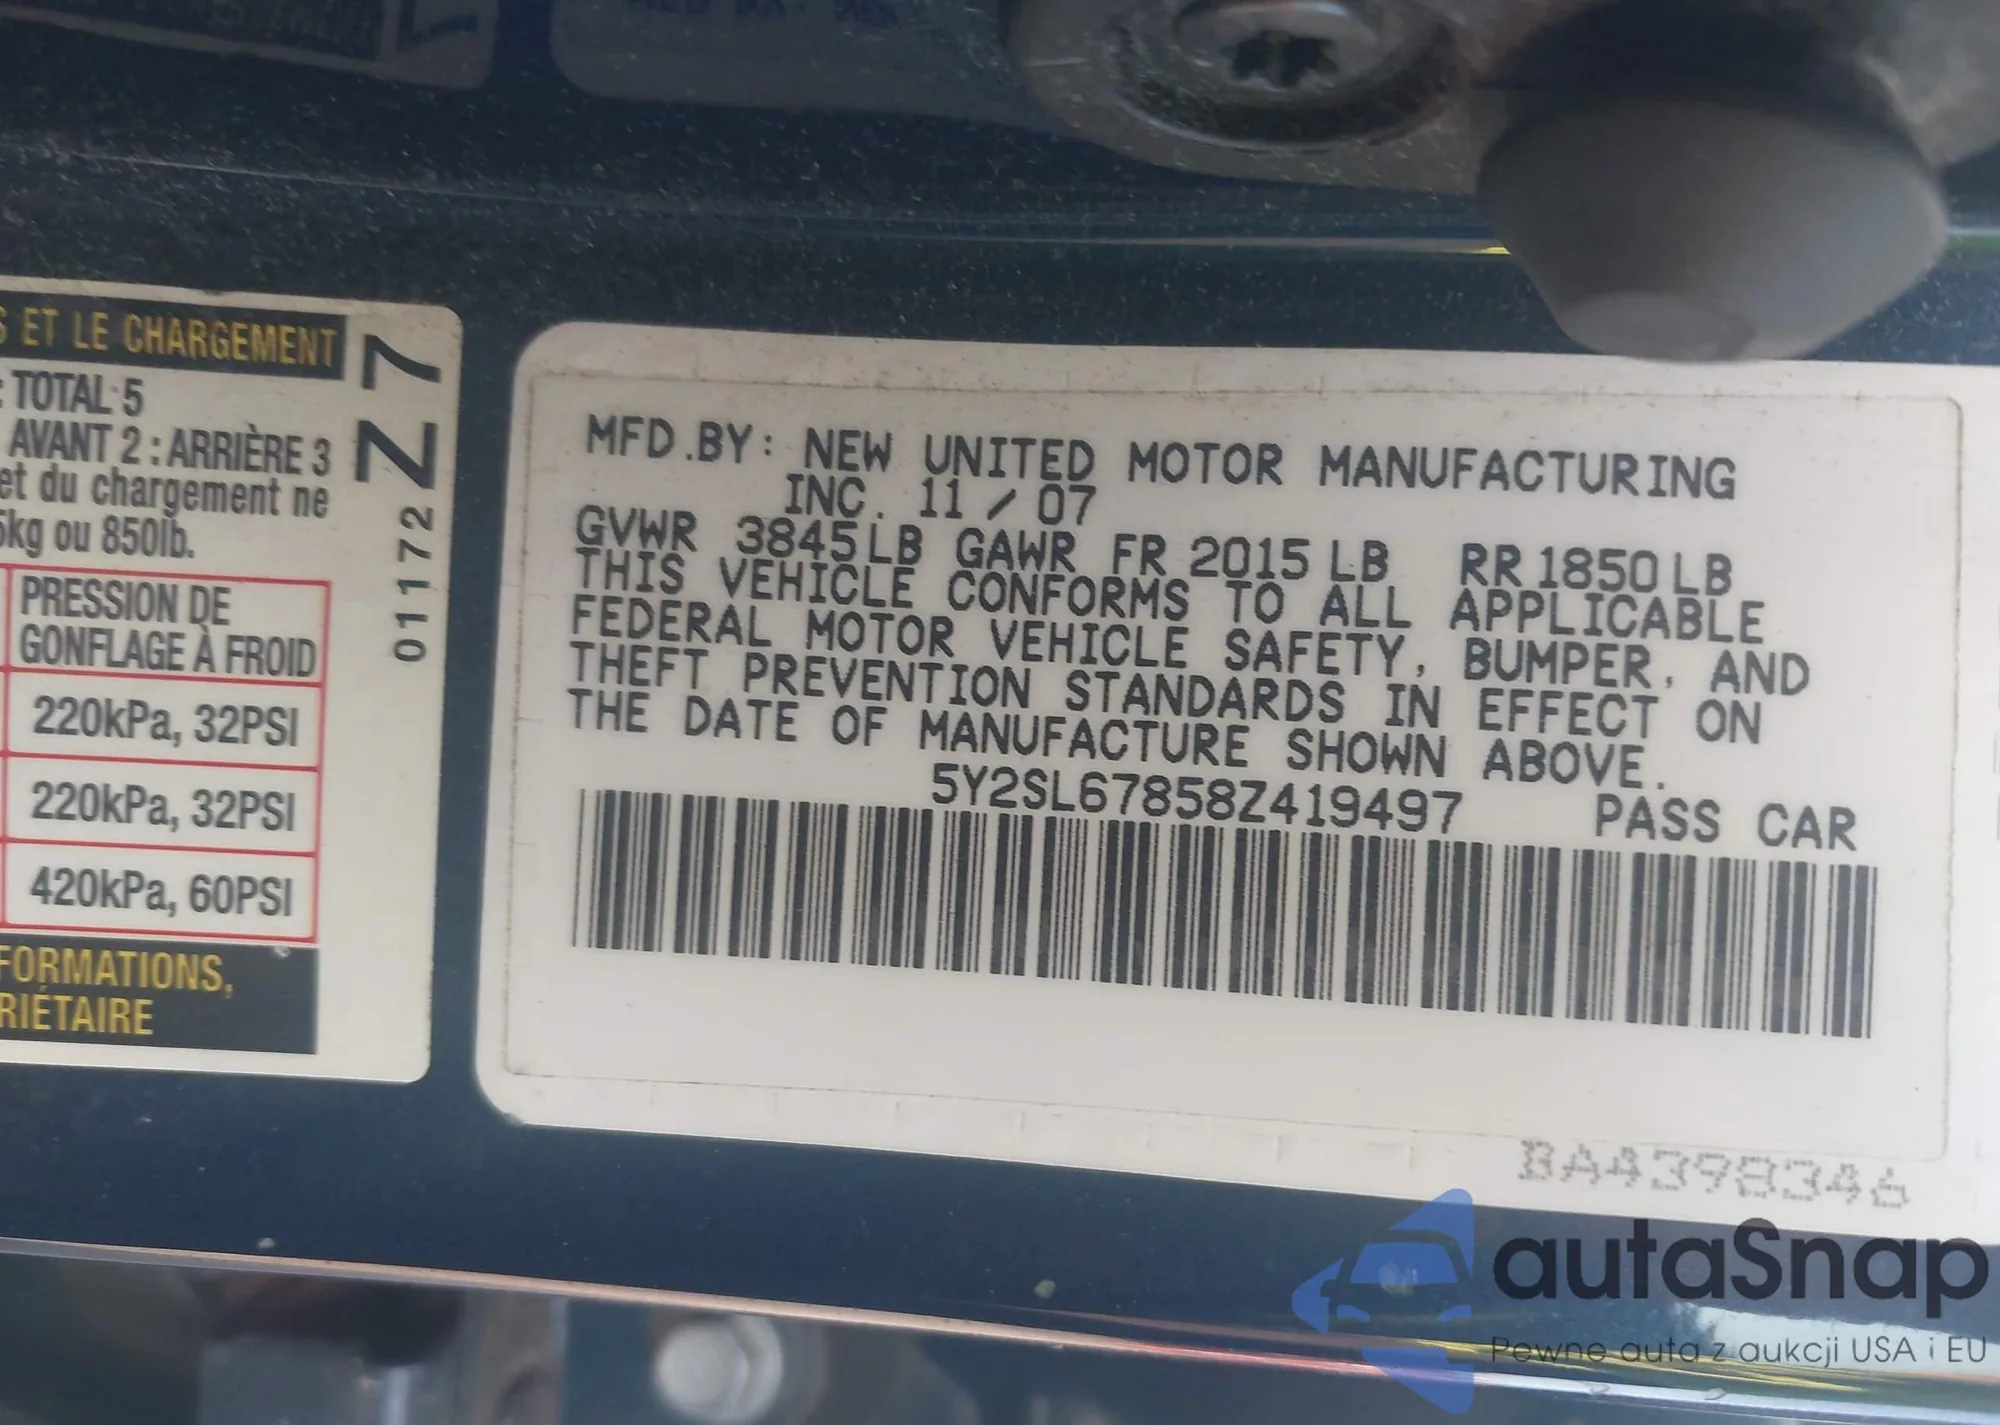 S ET LE CHARGEMENT
: TOTAL 5
AVANT 2 : ARRIÈRE 3
et du chargement ne
kg ou 850lb.
PRESSION DE
GONFLAGE À FROID
220kPa, 32PSI
220kPa, 32PSI
420kPa, 60PSI
FORMATIONS,
RIÉTAIRE
01172 Z7
MFD.BY: NEW UNITED MOTOR MANUFACTURING
INC. 11 / 07
GVWR 3845LB GAWR FR 2015 LB RR 1850 LB
THIS VEHICLE CONFORMS TO ALL APPLICABLE
FEDERAL MOTOR VEHICLE SAFETY, BUMPER, AND
THEFT PREVENTION STANDARDS IN EFFECT ON
THE DATE OF MANUFACTURE SHOWN ABOVE.
5Y2SL67858Z419497 PASS CAR
BA4398346
autaSnap
Pewne auta z aukcji USA i EU